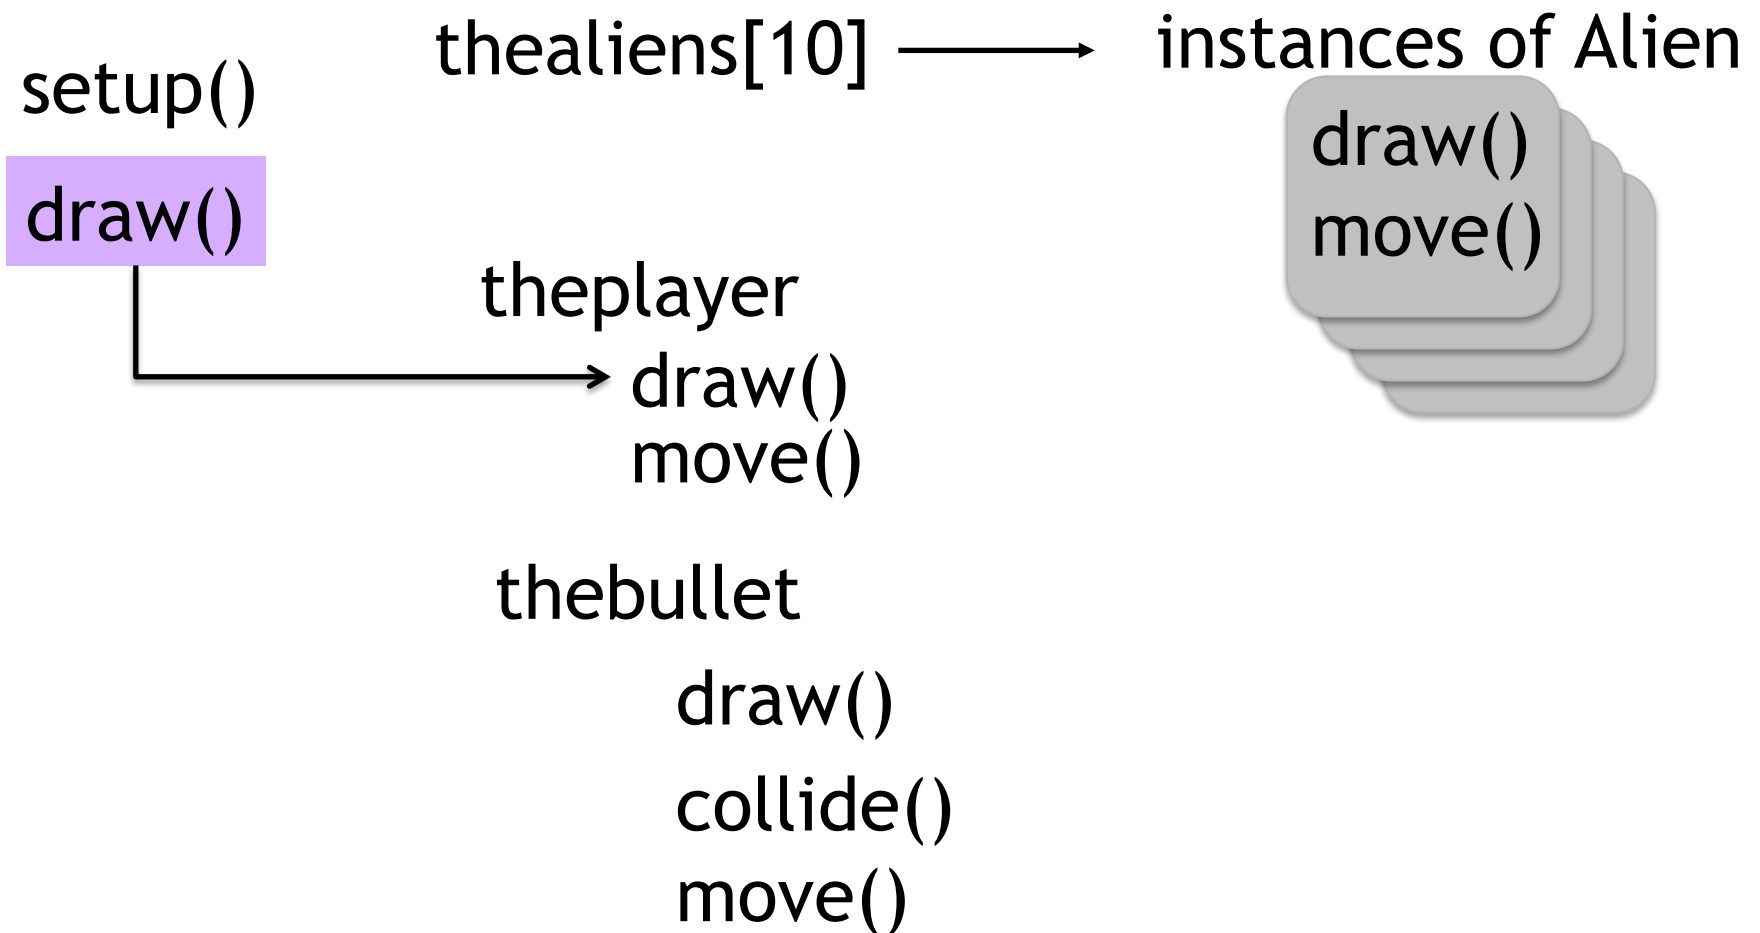 setup()
draw()
thealiens[10]
instances of Alien
draw()
move()
theplayer
draw()
move()
thebullet
draw()
collide()
move()